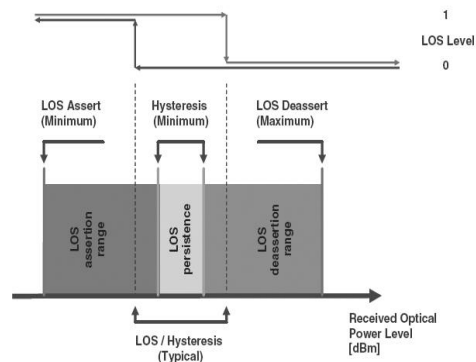 1
LOS Level
0
LOS Assert
(Minimum)
Hysteresis
(Minimum)
LOS Deassert
(Maximum)
LOS
assertion
range
LOS
persistence
LOS
deassertion
range
Received Optical
Power Level
[dBm]
LOS / Hysteresis
(Typical)